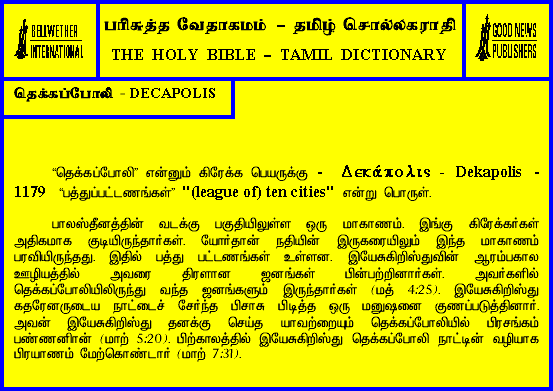 BELLWETHER
INTERNATIONAL
பரிசுத்த வேதாகமம் – தமிழ் சொல்லகராதி
THE HOLY BIBLE – TAMIL DICTIONARY
GOOD NEWS
PUBLISHERS
தெக்கப்போலி - DECAPOLIS
“தெக்கப்போலி” என்னும் கிரேக்க பெயருக்கு - Δεκάπολις - Dekapolis -
1179 “பத்துப்பட்டணங்கள்” "(league of) ten cities" என்று பொருள்.
பாலஸ்தீனத்தின் வடக்கு பகுதியிலுள்ள ஒரு மாகாணம். இங்கு கிரேக்கர்கள்
அதிகமாக குடியிருந்தார்கள். யோர்தான் நதியின் இருகரையிலும் இந்த மாகாணம்
பரவியிருந்தது. இதில் பத்து பட்டணங்கள் உள்ளன. இயேசுகிறிஸ்துவின் ஆரம்பகால
ஊழியத்தில் அவரை திரளான ஜனங்கள் பின்பற்றினார்கள். அவர்களில்
தெக்கப்போலியிலிருந்து வந்த ஜனங்களும் இருந்தார்கள் (மத் 4:25). இயேசுகிறிஸ்து
கதரேனருடைய நாட்டைச் சேர்ந்த பிசாசு பிடித்த ஒரு மனுஷனை குணப்படுத்தினார்.
அவன் இயேசுகிறிஸ்து தனக்கு செய்த யாவற்றையும் தெக்கப்போலியில் பிரசங்கம்
பண்ணினான் (மாற் 5:20). பிற்காலத்தில் இயேசுகிறிஸ்து தெக்கப்போலி நாட்டின் வழியாக
பிரயாணம் மேற்கொண்டார் (மாற் 7:31).